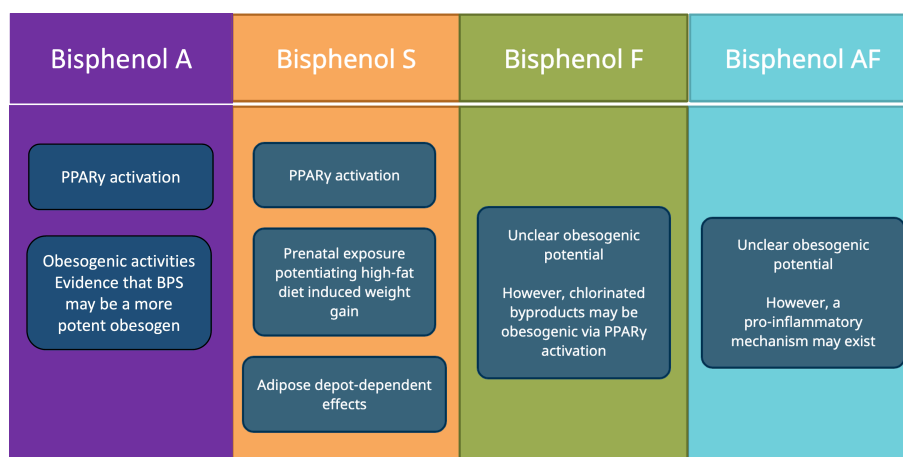 Bisphenol A
Bisphenol S
Bisphenol F
Bisphenol AF
PPARγ activation
Obesogenic activities
Evidence that BPS
may be a more
potent obesogen
PPARγ activation
Prenatal exposure
potentiating high-fat
diet induced weight
gain
Adipose depot-dependent
effects
Unclear obesogenic
potential
However, chlorinated
byproducts may be
obesogenic via PPARγ
activation
Unclear obesogenic
potential
However, a
pro-inflammatory
mechanism may exist